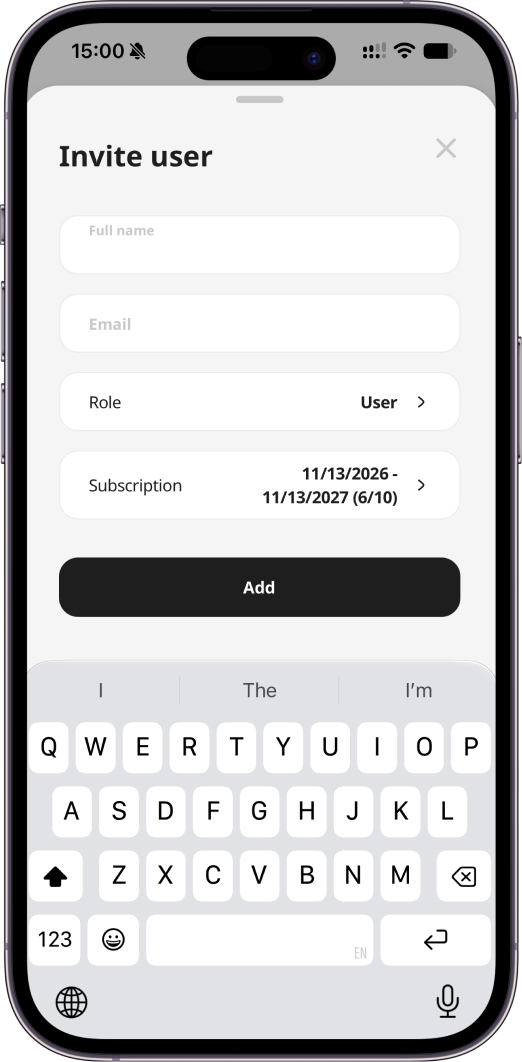 15:00
Invite user
Full name
Email
Role User
Subscription 11/13/2026 -
11/13/2027 (6/10)
Add
I The I’m
Q W E R T Y U I O P
A S D F G H J K L
Z X C V B N M
123 EN